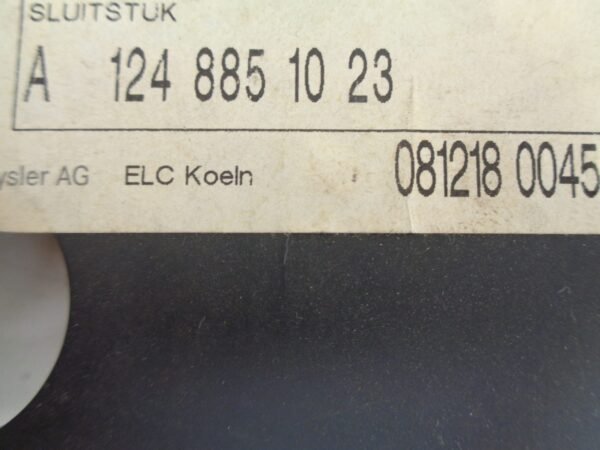 SLUITSTUK
A 124 885 10 23
ysler AG ELC Koeln 081218 0045